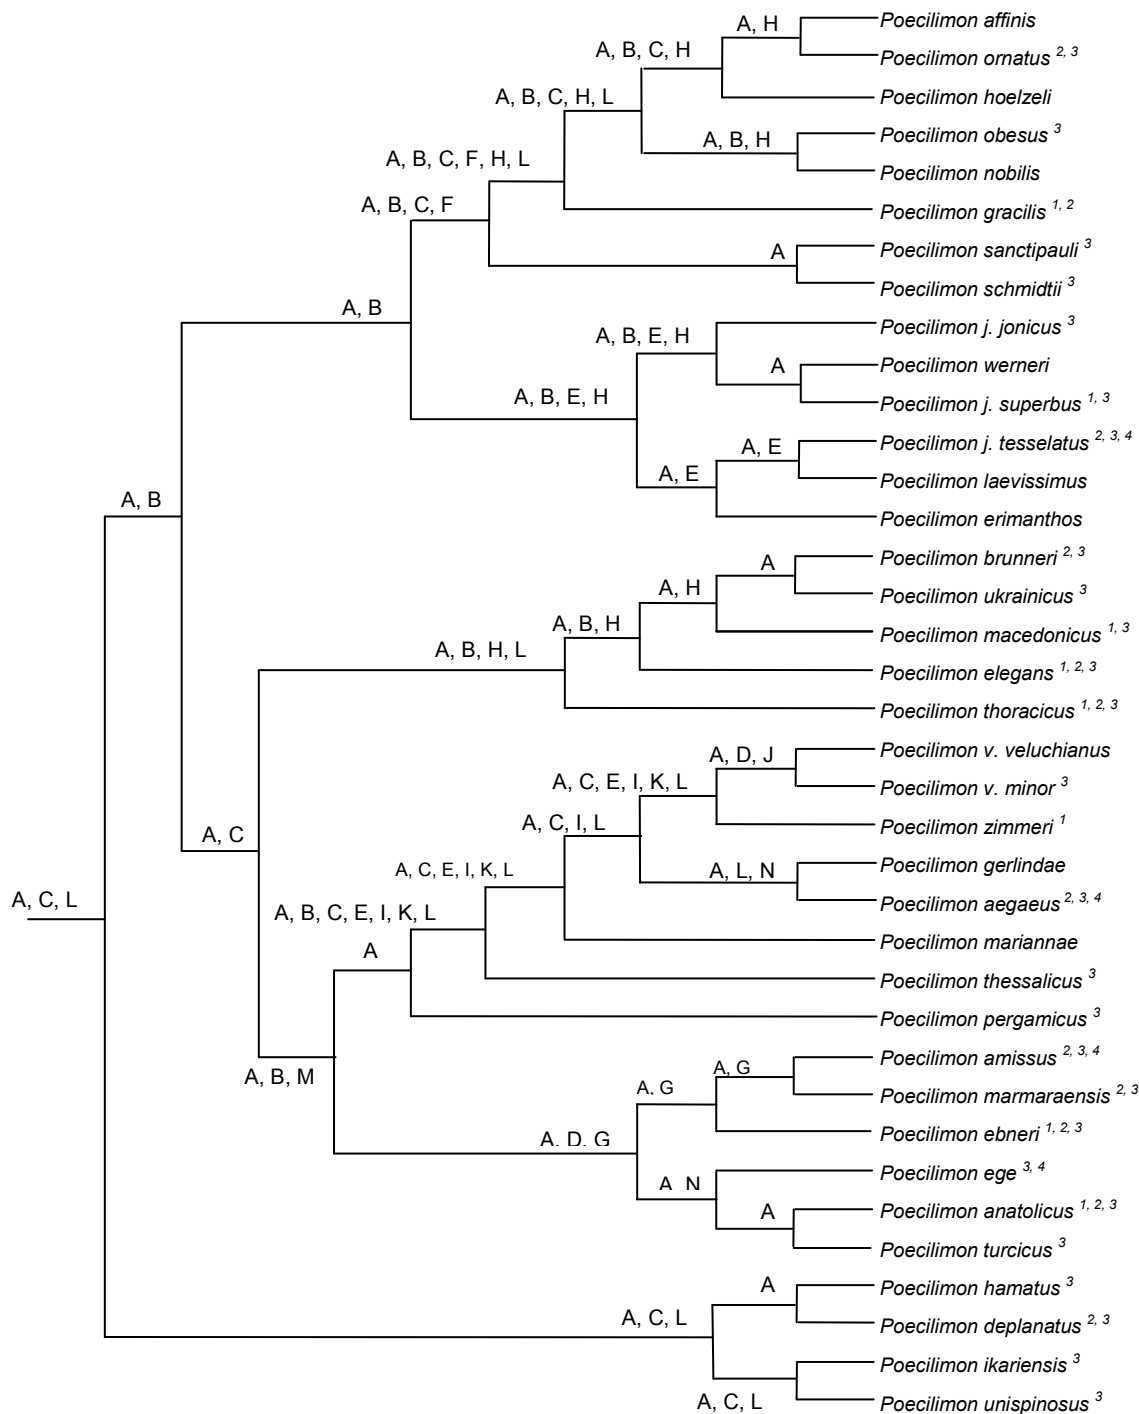 A, H
Poecilimon affinis
A, B, C, H
Poecilimon ornatus 2, 3
A, B, C, H, L
Poecilimon hoelzeli
A, B, H
Poecilimon obesus 3
A, B, C, F, H, L
Poecilimon nobilis
A, B, C, F
Poecilimon gracilis 1, 2
A
Poecilimon sanctipauli 3
Poecilimon schmidtii 3
A, B
A, B, E, H
Poecilimon j. jonicus 3
A
Poecilimon werneri
A, B, E, H
Poecilimon j. superbus 1, 3
A, E
Poecilimon j. tesselatus 2, 3, 4
A, E
Poecilimon laevissimus
A, B
Poecilimon erimanthos
A
Poecilimon brunneri 2, 3
A, H
Poecilimon ukrainicus 3
A, B, H
Poecilimon macedonicus 1, 3
A, B, H, L
Poecilimon elegans 1, 2, 3
Poecilimon thoracicus 1, 2, 3
A, D, J
Poecilimon v. veluchianus
A, C, E, I, K, L
Poecilimon v. minor 3
A, C, I, L
Poecilimon zimmeri 1
A, C
A, C, E, I, K, L
A, L, N
Poecilimon gerlindae
A, C, L
Poecilimon aegaeus 2, 3, 4
A, B, C, E, I, K, L
Poecilimon mariannae
A
Poecilimon thessalicus 3
Poecilimon pergamicus 3
A, B, M
A, G
Poecilimon amissus 2, 3, 4
A, G
Poecilimon marmaraensis 2, 3
A, D, G
Poecilimon ebneri 1, 2, 3
A N
Poecilimon ege 3, 4
A
Poecilimon anatolicus 1, 2, 3
Poecilimon turcicus 3
A
Poecilimon hamatus 3
A, C, L
Poecilimon deplanatus 2, 3
Poecilimon ikariensis 3
A, C, L
Poecilimon unispinosus 3